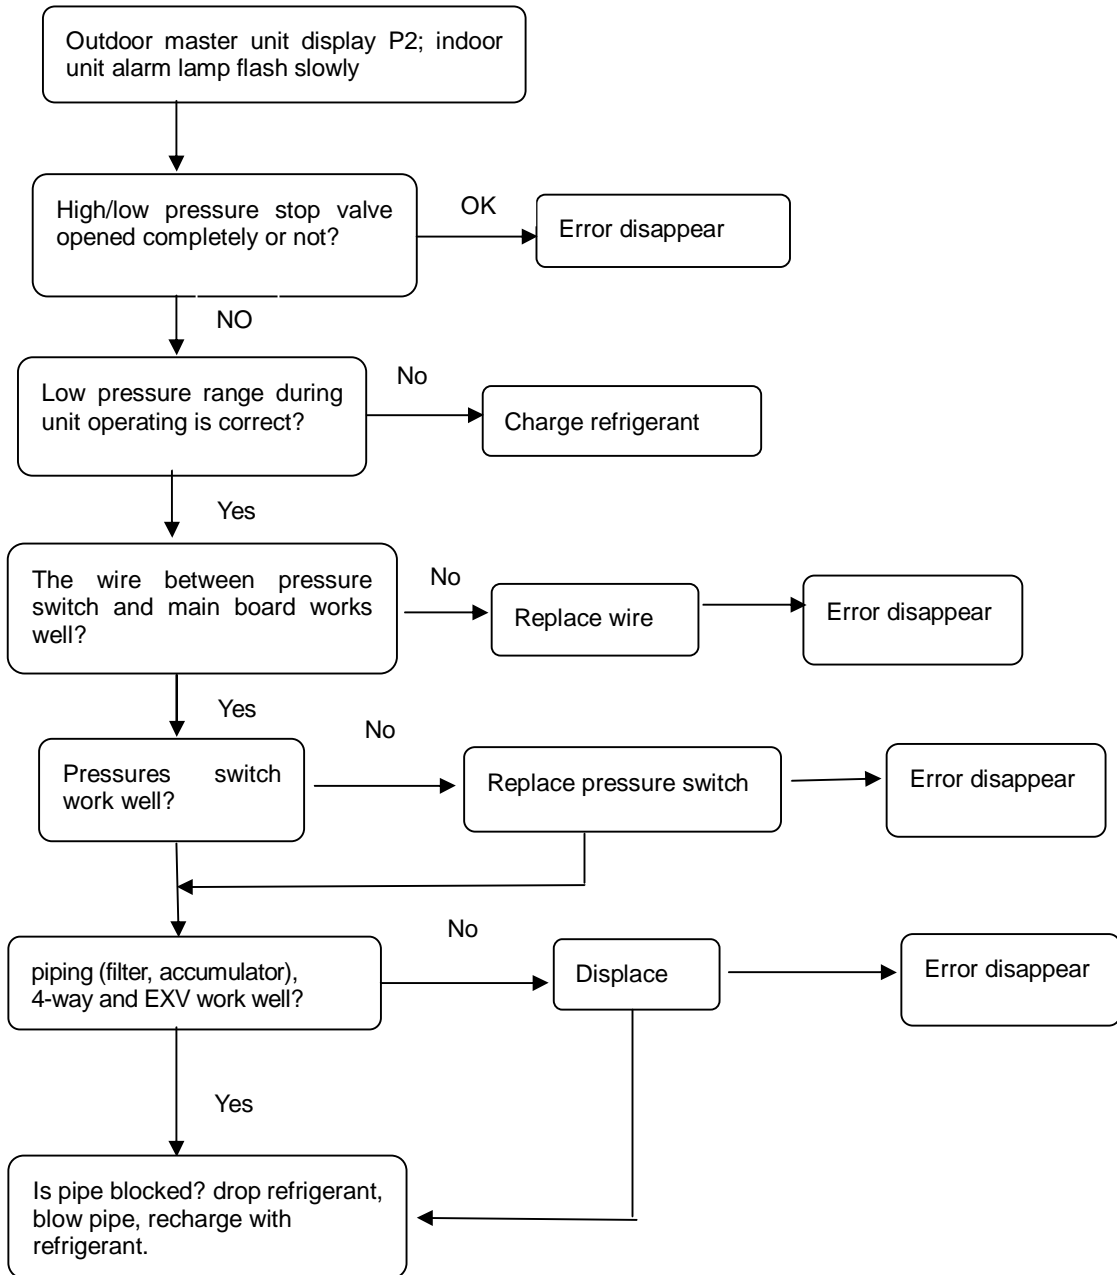 Outdoor master unit display P2; indoor
unit alarm lamp flash slowly
High/low pressure stop valve
opened completely or not?
OK
Error disappear
NO
Low pressure range during
unit operating is correct?
No
Charge refrigerant
Yes
The wire between pressure
switch and main board works
well?
No
Replace wire
Error disappear
Yes
Pressures switch
work well?
No
Replace pressure switch
Error disappear
piping (filter, accumulator),
4-way and EXV work well?
No
Displace
Error disappear
Yes
Is pipe blocked? drop refrigerant,
blow pipe, recharge with
refrigerant.